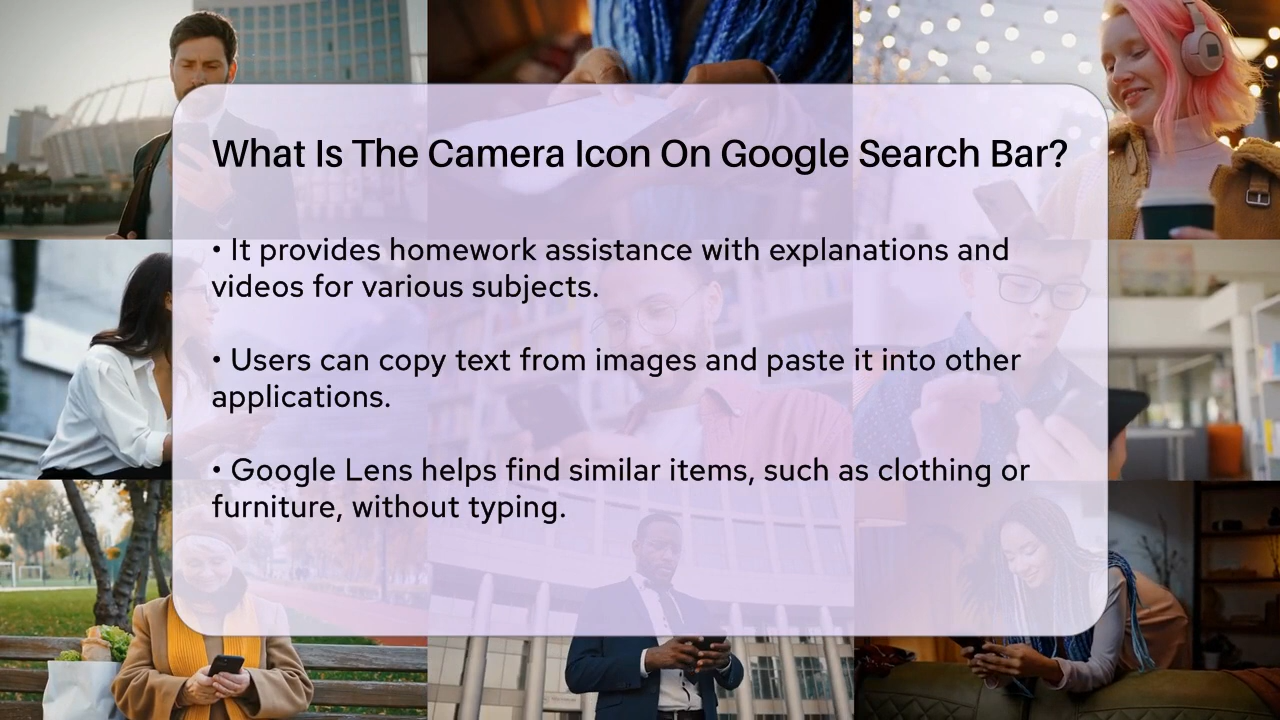 What Is The Camera Icon On Google Search Bar?
• It provides homework assistance with explanations and
videos for various subjects.
• Users can copy text from images and paste it into other
applications.
• Google Lens helps find similar items, such as clothing or
furniture, without typing.